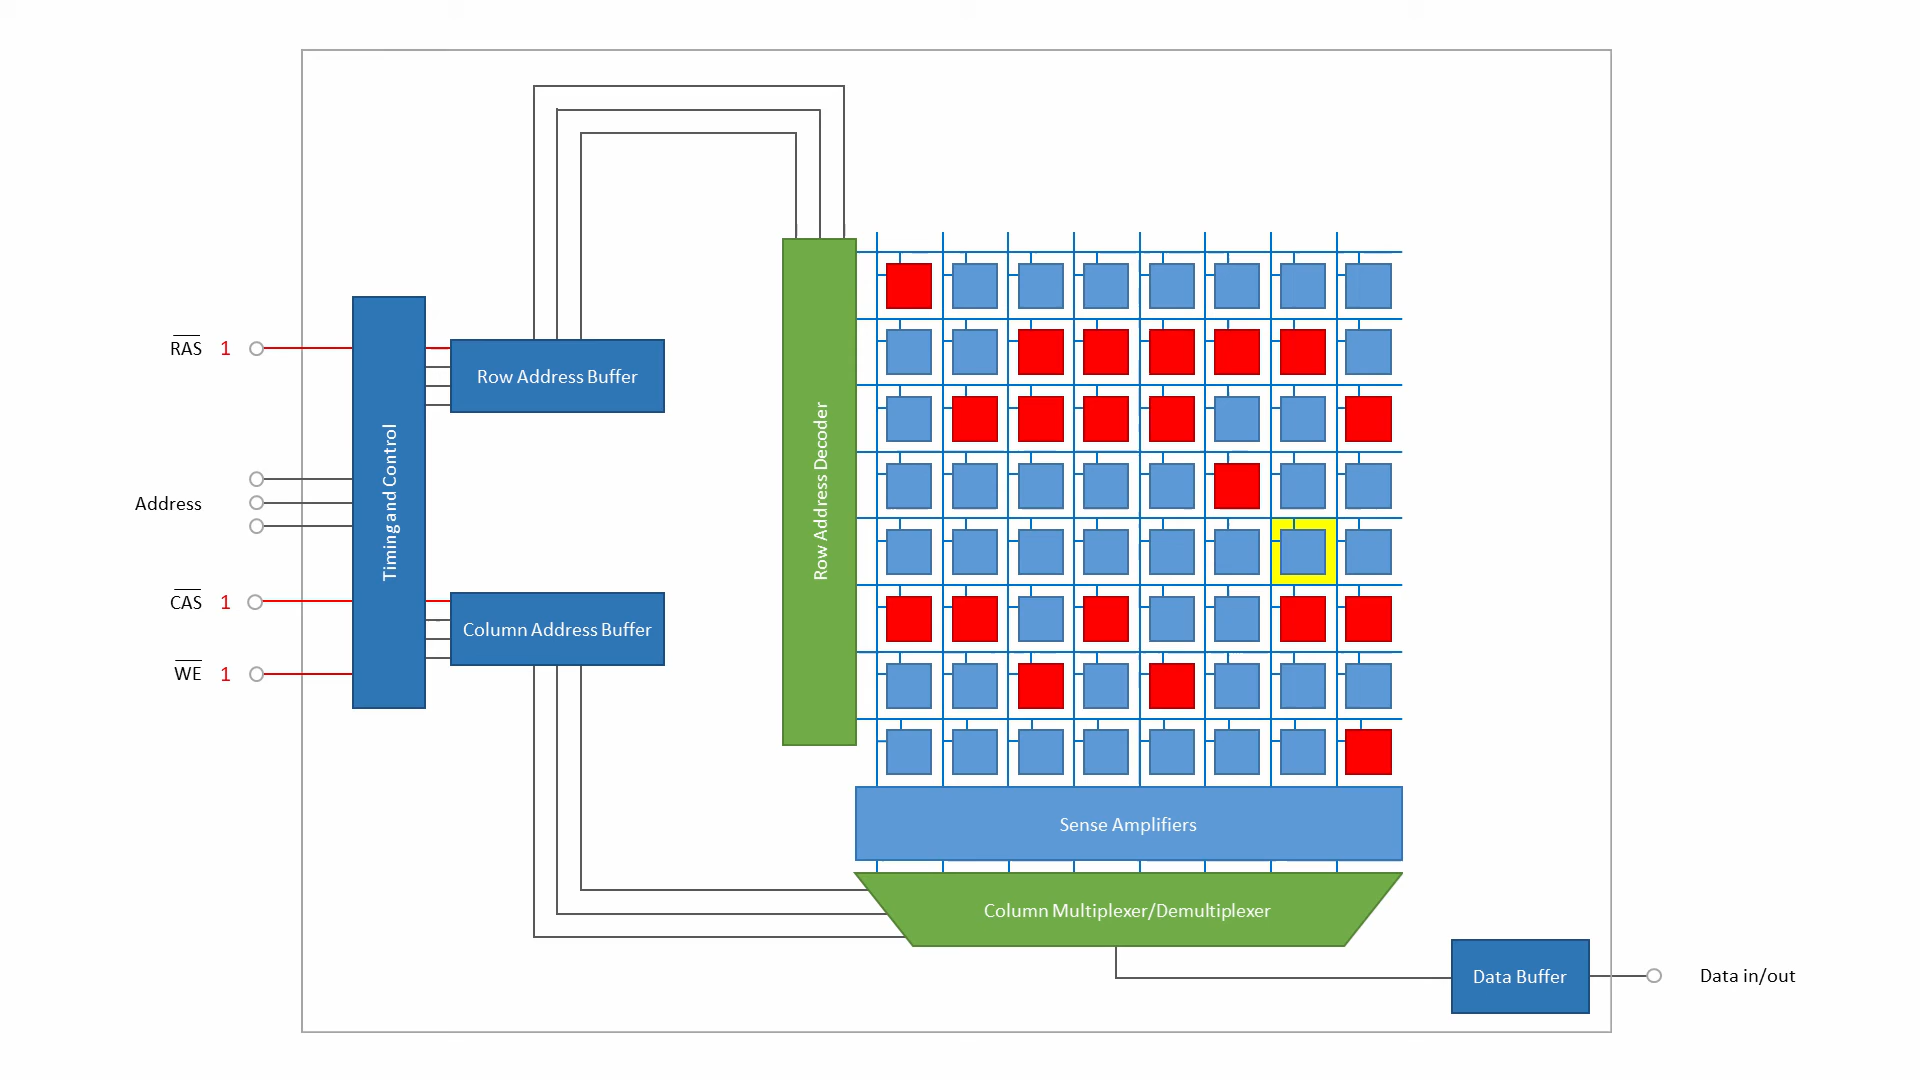 RAS 1
Address
CAS 1
WE 1
Timing and Control
Row Address Buffer
Column Address Buffer
Row Address Decoder
Sense Amplifiers
Column Multiplexer/Demultiplexer
Data Buffer
Data in/out